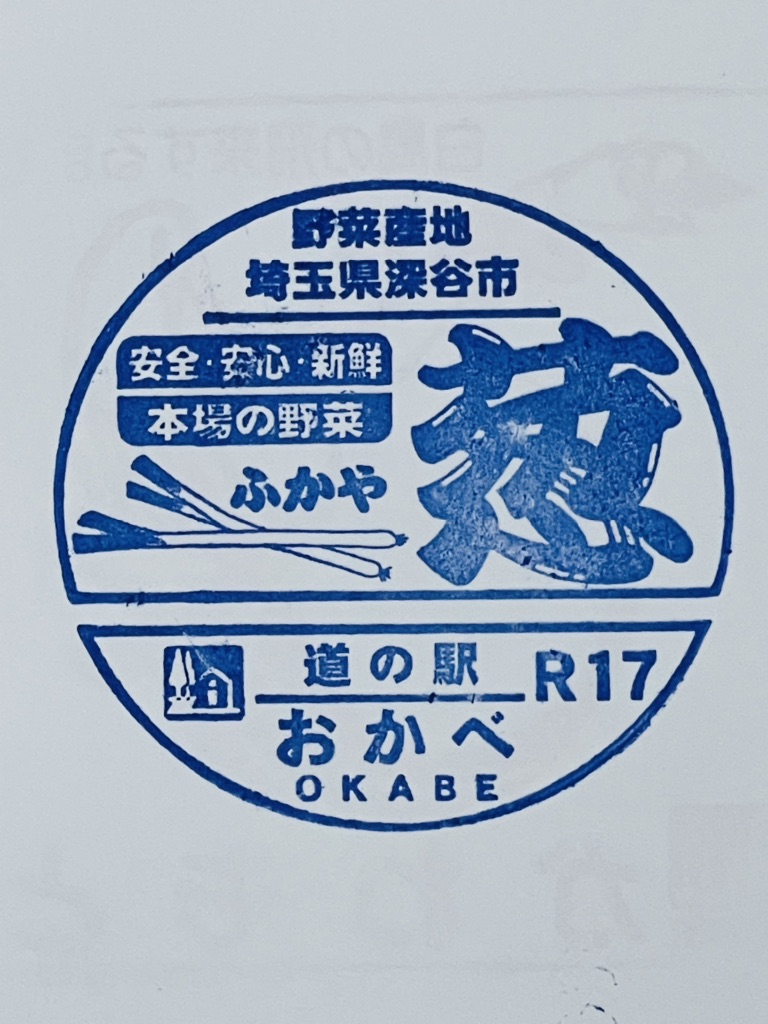 野菜産地
埼玉県深谷市
安全・安心・新鮮
本場の野菜
ふかや
葱
道の駅
R17
おかべ
OKABE